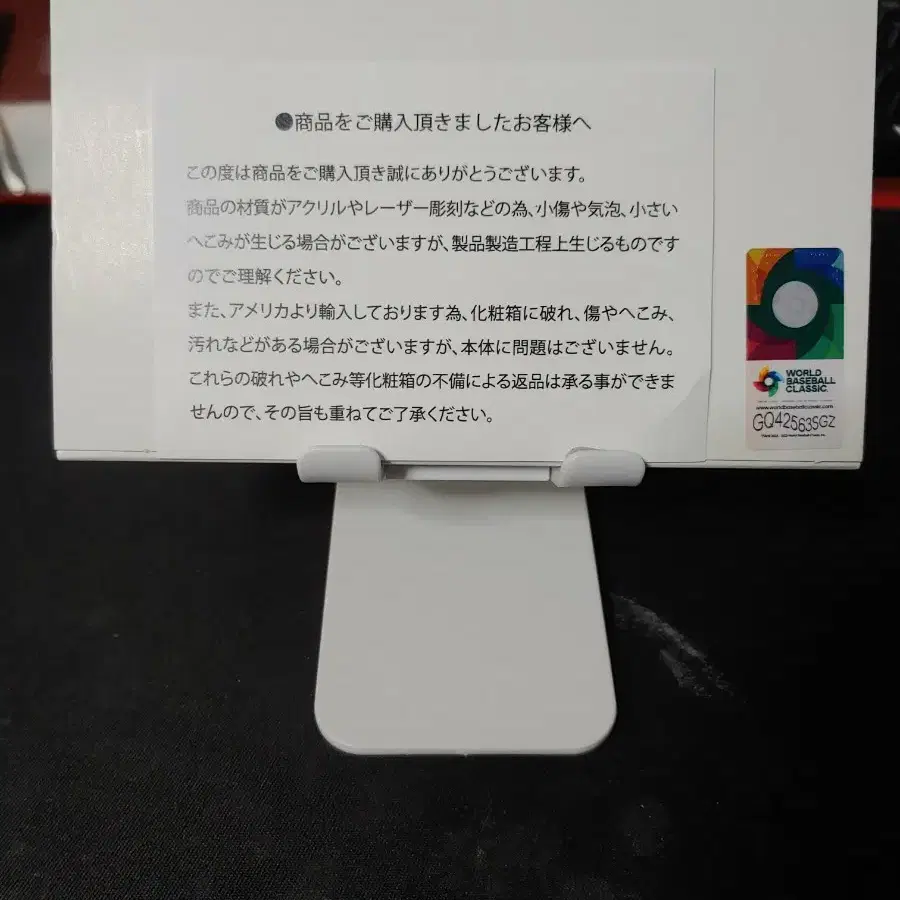 ●商品をご購入頂きましたお客様へ
この度は商品をご購入頂き誠にありがとうございます。
商品の材質がアクリルやレーザー彫刻などの為、小傷や気泡、小さい
へこみが生じる場合がございますが、製品製造工程上生じるものです
のでご理解ください。
また、アメリカより輸入しております為、化粧箱に破れ、傷やへこみ、
汚れなどがある場合がございますが、本体に問題はございません。
これらの破れやへこみ等化粧箱の不備による返品は承る事ができま
せんので、その旨も重ねてご了承ください。
WORLD
BASEBALL
CLASSIC.
www.worldbaseballclassic.com
GQ425635GZ